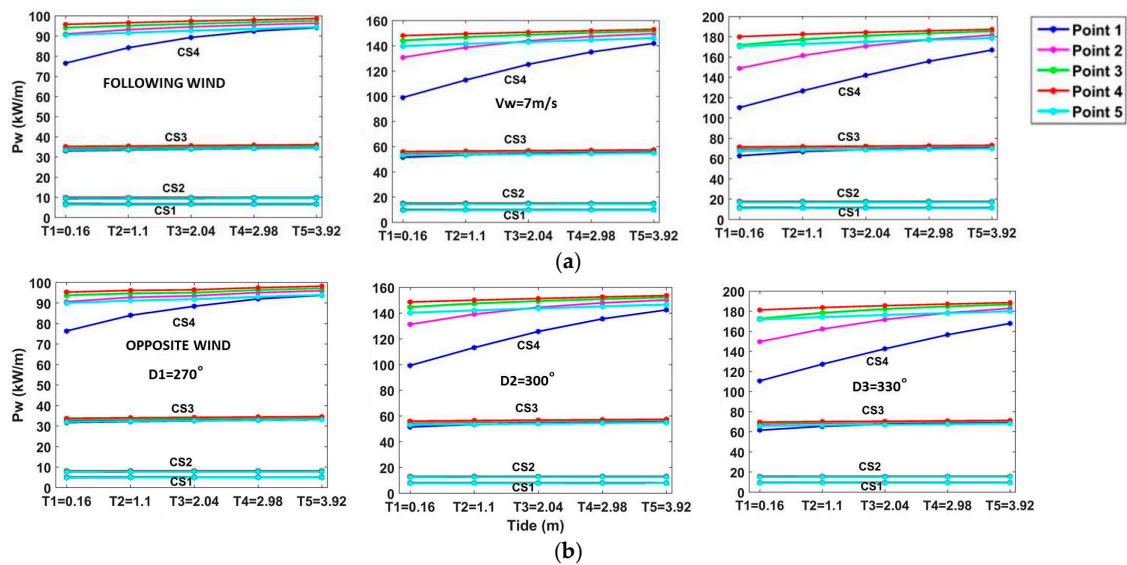 100
90
80
70
60
50
40
30
20
10
0
Pw (kW/m)
CS4
FOLLOWING WIND
CS3
CS2
CS1
T1=0.16 T2=1.1 T3=2.04 T4=2.98 T5=3.92
160
140
120
100
80
60
40
20
0
CS4
Vw=7m/s
CS3
CS2
CS1
T1=0.16 T2=1.1 T3=2.04 T4=2.98 T5=3.92
200
180
160
140
120
100
80
60
40
20
0
CS4
CS3
CS2
CS1
T1=0.16 T2=1.1 T3=2.04 T4=2.98 T5=3.92
Point 1
Point 2
Point 3
Point 4
Point 5
(a)
100
90
80
70
60
50
40
30
20
10
0
Pw (kW/m)
CS4
OPPOSITE WIND
D1=270°
CS3
CS2
CS1
T1=0.16 T2=1.1 T3=2.04 T4=2.98 T5=3.92
160
140
120
100
80
60
40
20
0
CS4
D2=300°
CS3
CS2
CS1
T1=0.16 T2=1.1 T3=2.04 T4=2.98 T5=3.92
Tide (m)
200
180
160
140
120
100
80
60
40
20
0
CS4
D3=330°
CS3
CS2
CS1
T1=0.16 T2=1.1 T3=2.04 T4=2.98 T5=3.92
(b)